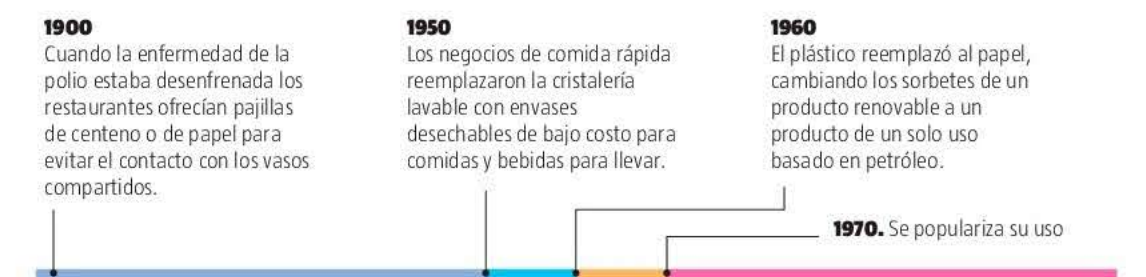 1900
Cuando la enfermedad de la
polio estaba desenfrenada los
restaurantes ofrecían pajillas
de centeno o de papel para
evitar el contacto con los vasos
compartidos.
1950
Los negocios de comida rápida
reemplazaron la cristalería
lavable con envases
desechables de bajo costo para
comidas y bebidas para llevar.
1960
El plástico reemplazó al papel,
cambiando los sorbetes de un
producto renovable a un
producto de un solo uso
basado en petróleo.
1970. Se populariza su uso